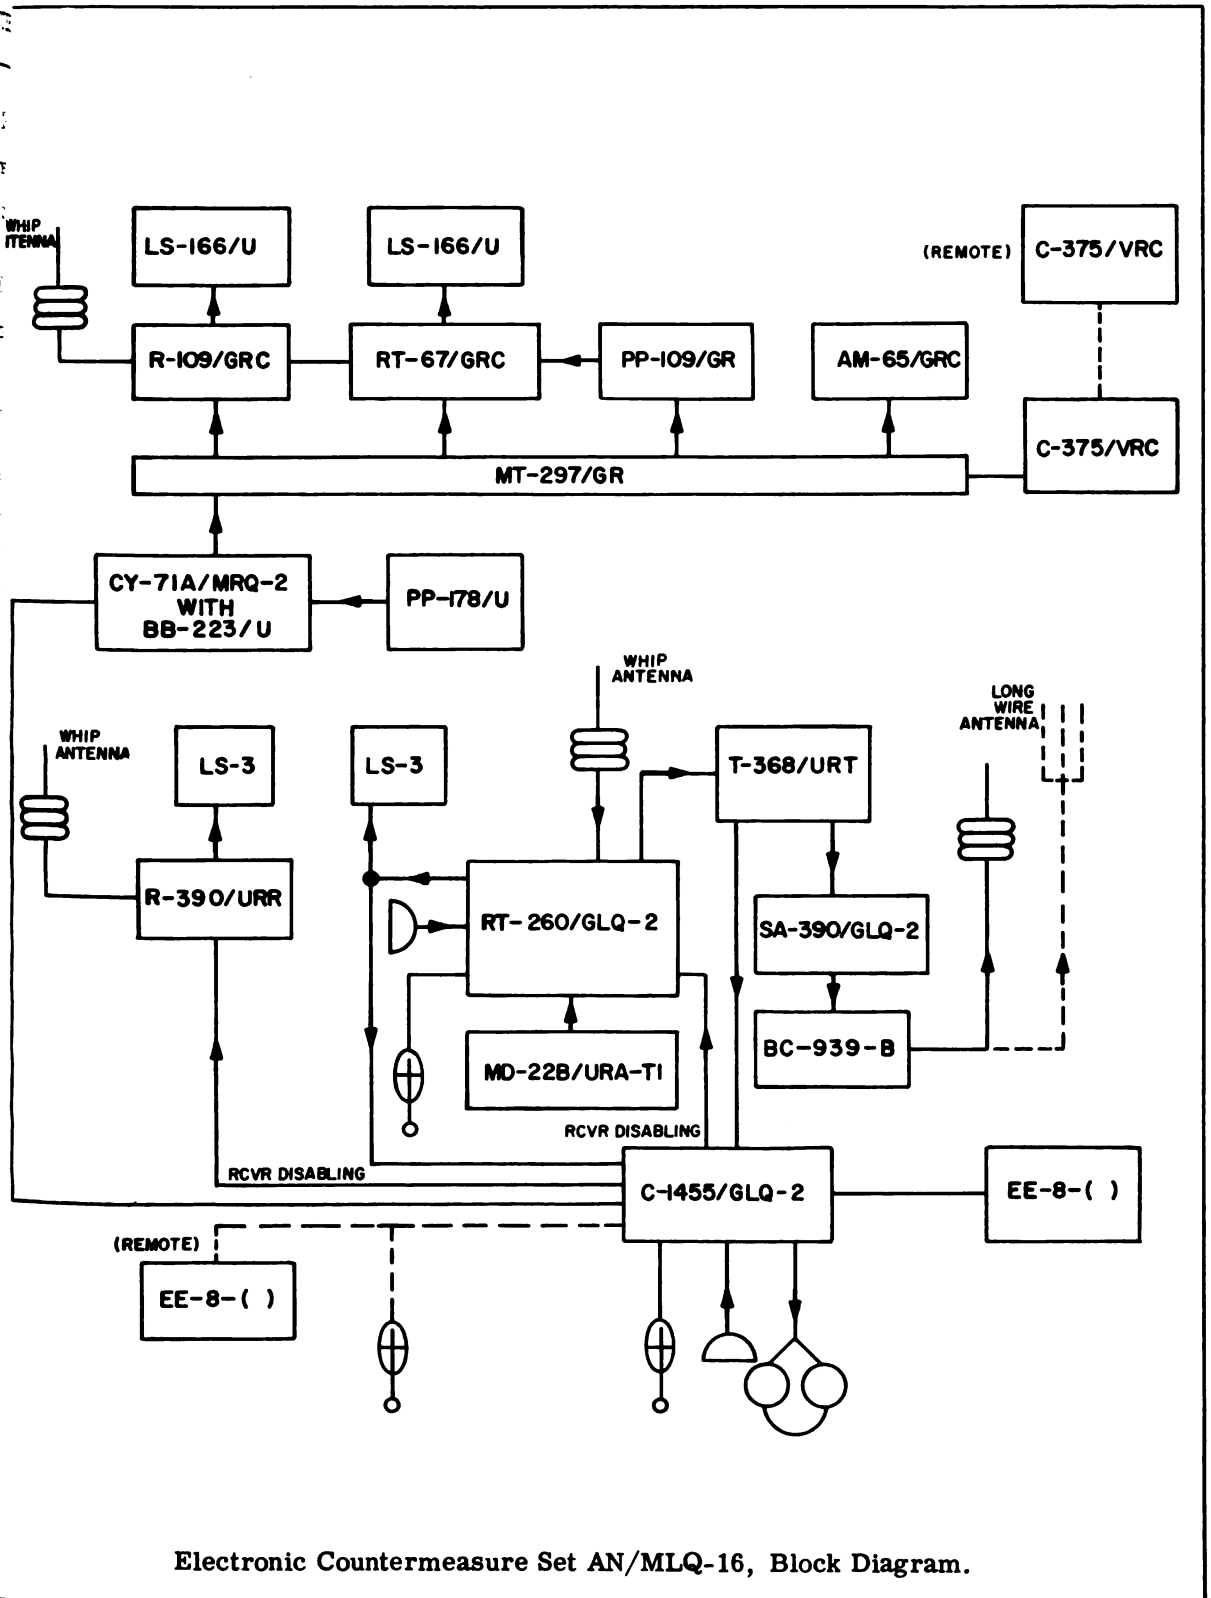 WHIP
ITENNA
LS-166/U
LS-166/U
(REMOTE)
C-375/VRC
R-109/GRC
RT-67/GRC
PP-109/GR
AM-65/GRC
C-375/VRC
MT-297/GR
CY-71A/MRQ-2
WITH
BB-223/U
PP-178/U
WHIP
ANTENNA
LONG
WIRE
ANTENNA
WHIP
ANTENNA
LS-3
LS-3
T-368/URT
R-390/URR
RT-260/GLQ-2
SA-390/GLQ-2
BC-939-B
MD-22B/URA-T1
RCVR DISABLING
RCVR DISABLING
C-1455/GLQ-2
EE-8-( )
(REMOTE)
EE-8-( )
Electronic Countermeasure Set AN/MLQ-16, Block Diagram.